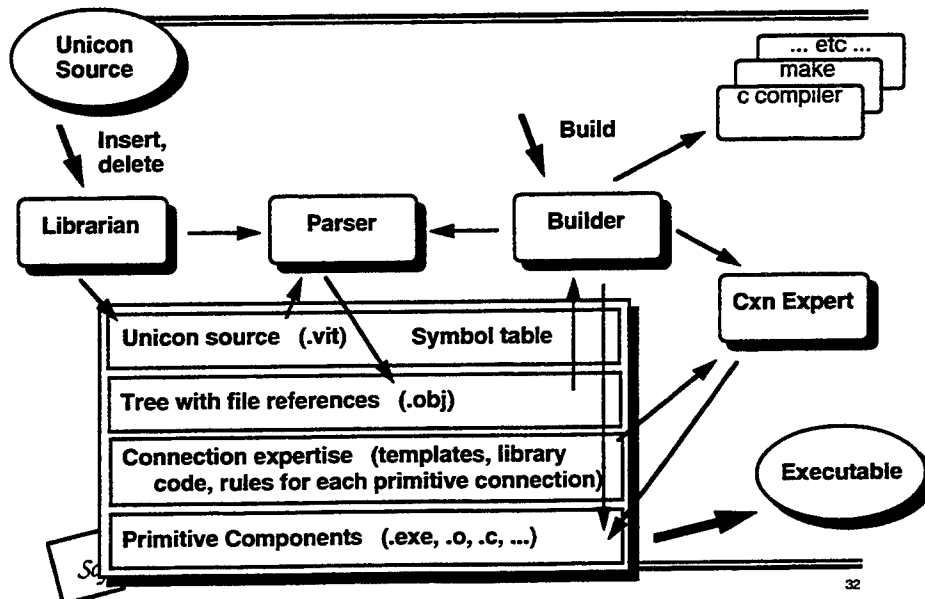 Unicon
Source
... etc ...
make
c compiler
Insert,
delete
Build
Librarian
Parser
Builder
Cxn Expert
Unicon source (.vit) Symbol table
Tree with file references (.obj)
Connection expertise (templates, library
code, rules for each primitive connection)
Executable
Primitive Components (.exe, .o, .c, ...)
32